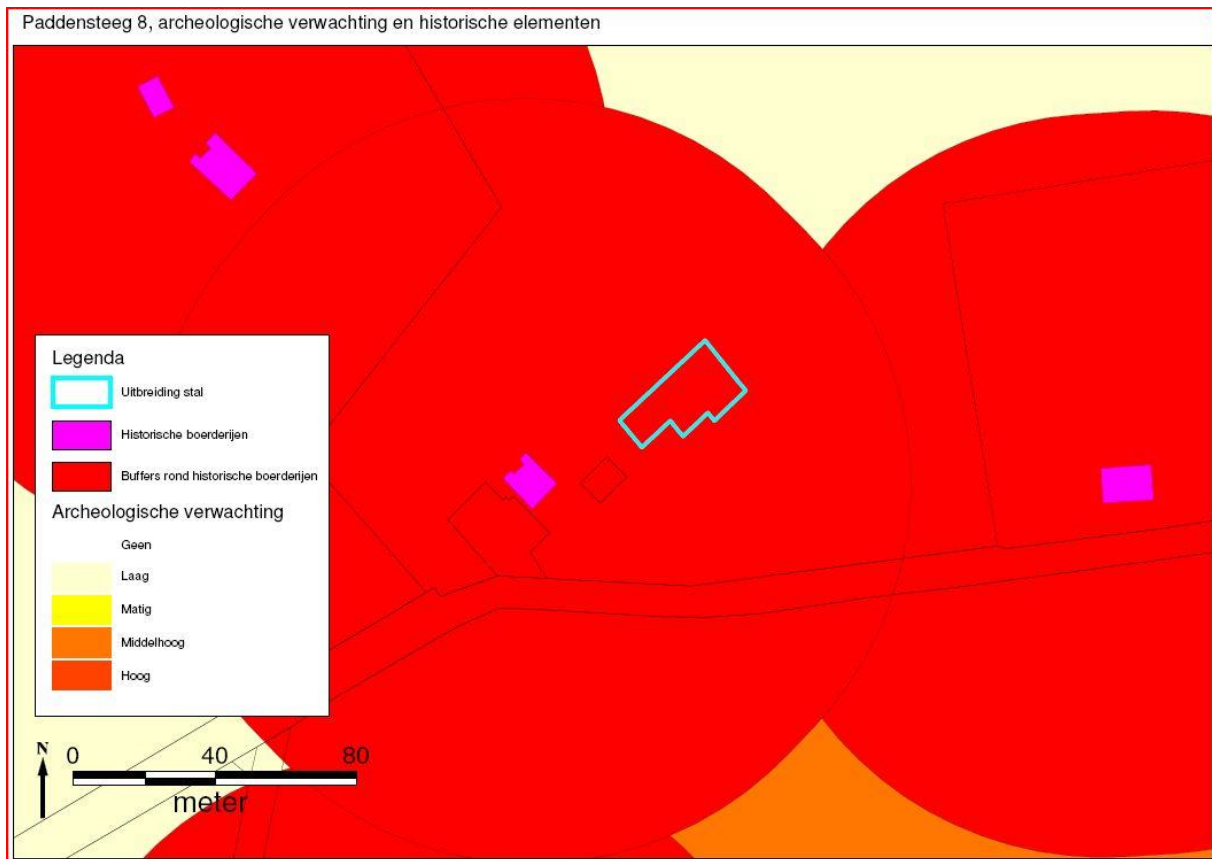 Paddensteeg 8, archeologische verwachting en historische elementen
Legenda
Uitbreiding stal
Historische boerderijen
Buffers rond historische boerderijen
Archeologische verwachting
Geen
Laag
Matig
Middelhoog
Hoog
N
0 40 80
meter